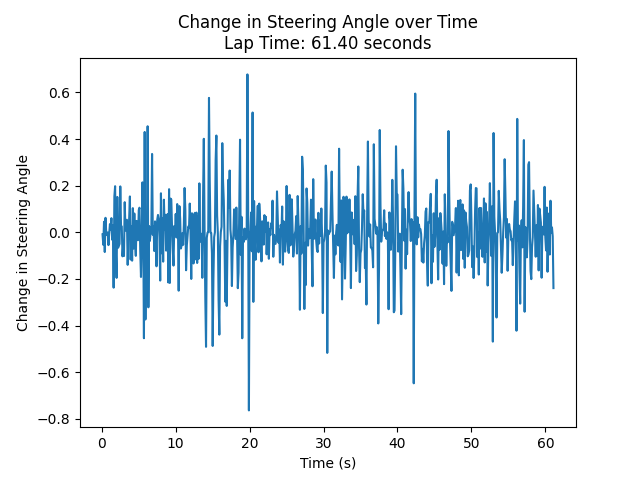 Change in Steering Angle over Time
Lap Time: 61.40 seconds
Change in Steering Angle
0.6
0.4
0.2
0.0
−0.2
−0.4
−0.6
−0.8
0 10 20 30 40 50 60
Time (s)